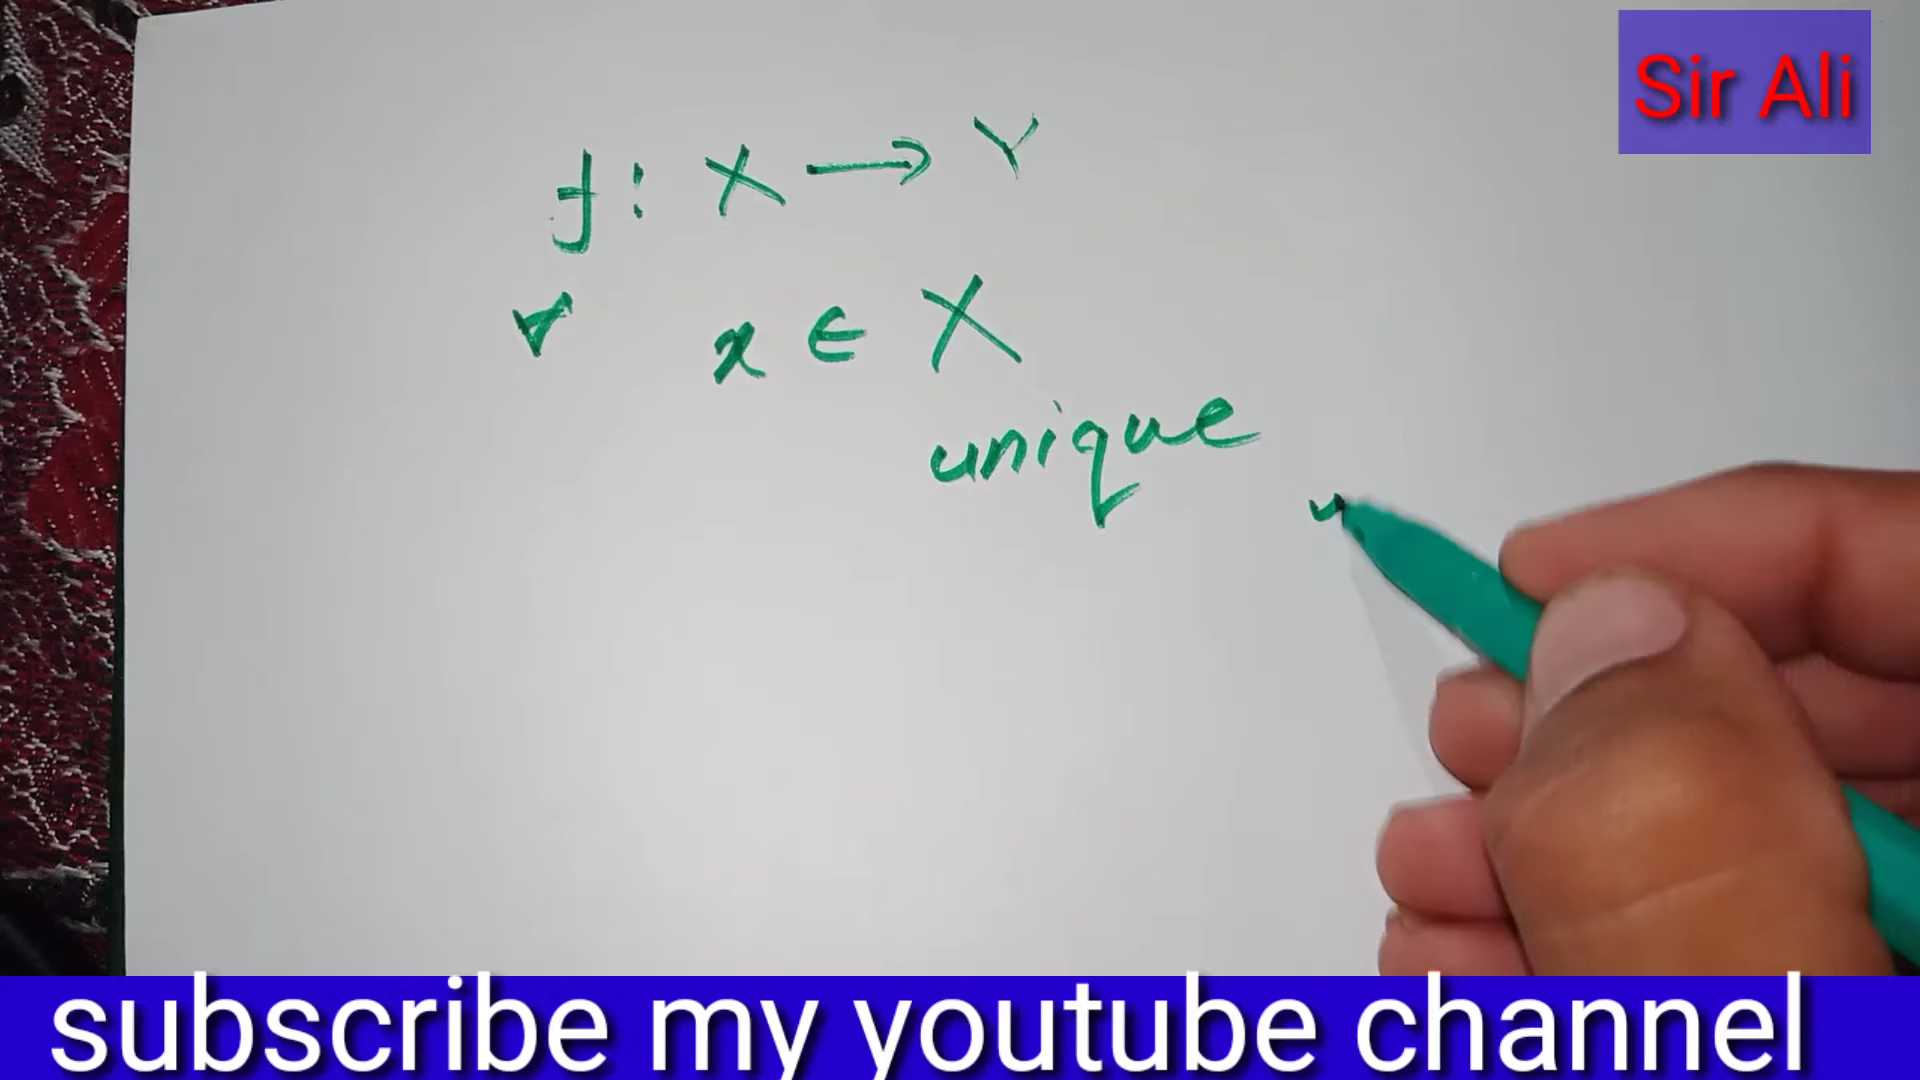 Sir Ali
f: X → Y
∀ x ∈ X
unique
subscribe my youtube channel